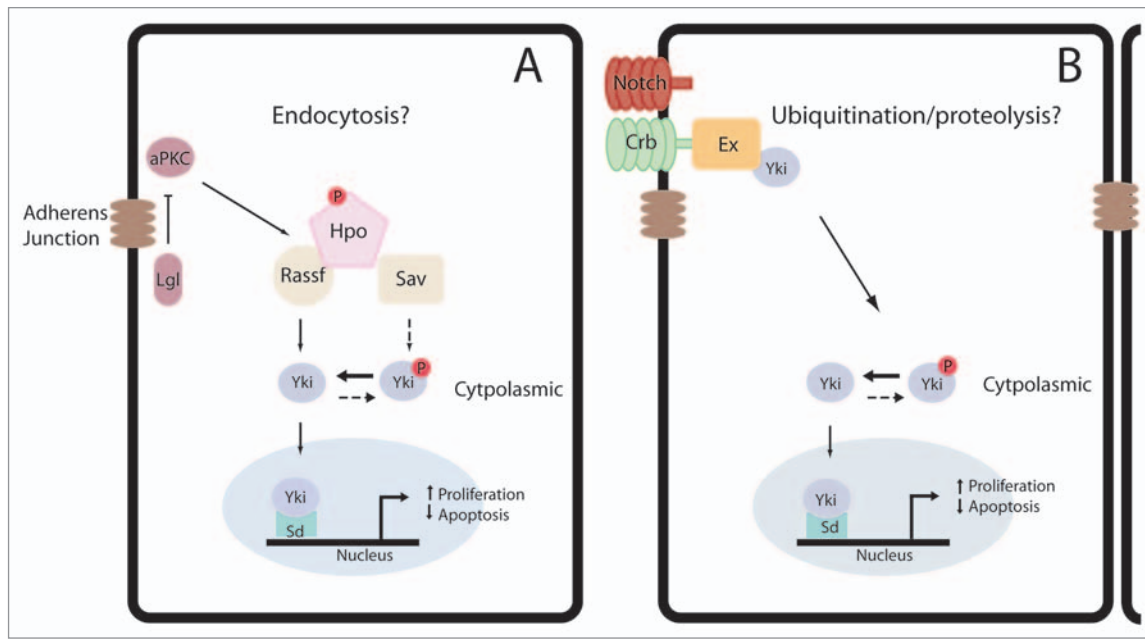 A
Endocytosis?
aPKC
Adherens
Junction
Lgl
P
Hpo
Rassf
Sav
Yki
Yki
P
Cytpolasmic
Yki
Sd
Proliferation
Apoptosis
Nucleus
B
Notch
Ubiquitination/proteolysis?
Crb
Ex
Yki
Yki
Yki
P
Cytpolasmic
Yki
Sd
Proliferation
Apoptosis
Nucleus